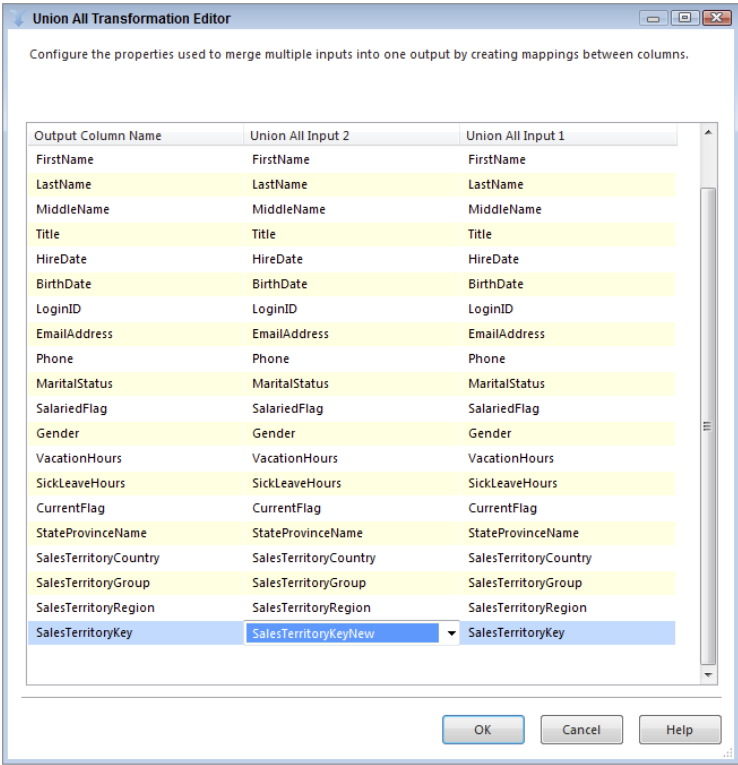 Union All Transformation Editor
Configure the properties used to merge multiple inputs into one output by creating mappings between columns.
Output Column Name Union All Input 2 Union All Input 1
FirstName FirstName FirstName
LastName LastName LastName
MiddleName MiddleName MiddleName
Title Title Title
HireDate HireDate HireDate
BirthDate BirthDate BirthDate
LoginID LoginID LoginID
EmailAddress EmailAddress EmailAddress
Phone Phone Phone
MaritalStatus MaritalStatus MaritalStatus
SalariedFlag SalariedFlag SalariedFlag
Gender Gender Gender
VacationHours VacationHours VacationHours
SickLeaveHours SickLeaveHours SickLeaveHours
CurrentFlag CurrentFlag CurrentFlag
StateProvinceName StateProvinceName StateProvinceName
SalesTerritoryCountry SalesTerritoryCountry SalesTerritoryCountry
SalesTerritoryGroup SalesTerritoryGroup SalesTerritoryGroup
SalesTerritoryRegion SalesTerritoryRegion SalesTerritoryRegion
SalesTerritoryKey SalesTerritoryKeyNew SalesTerritoryKey
OK Cancel Help